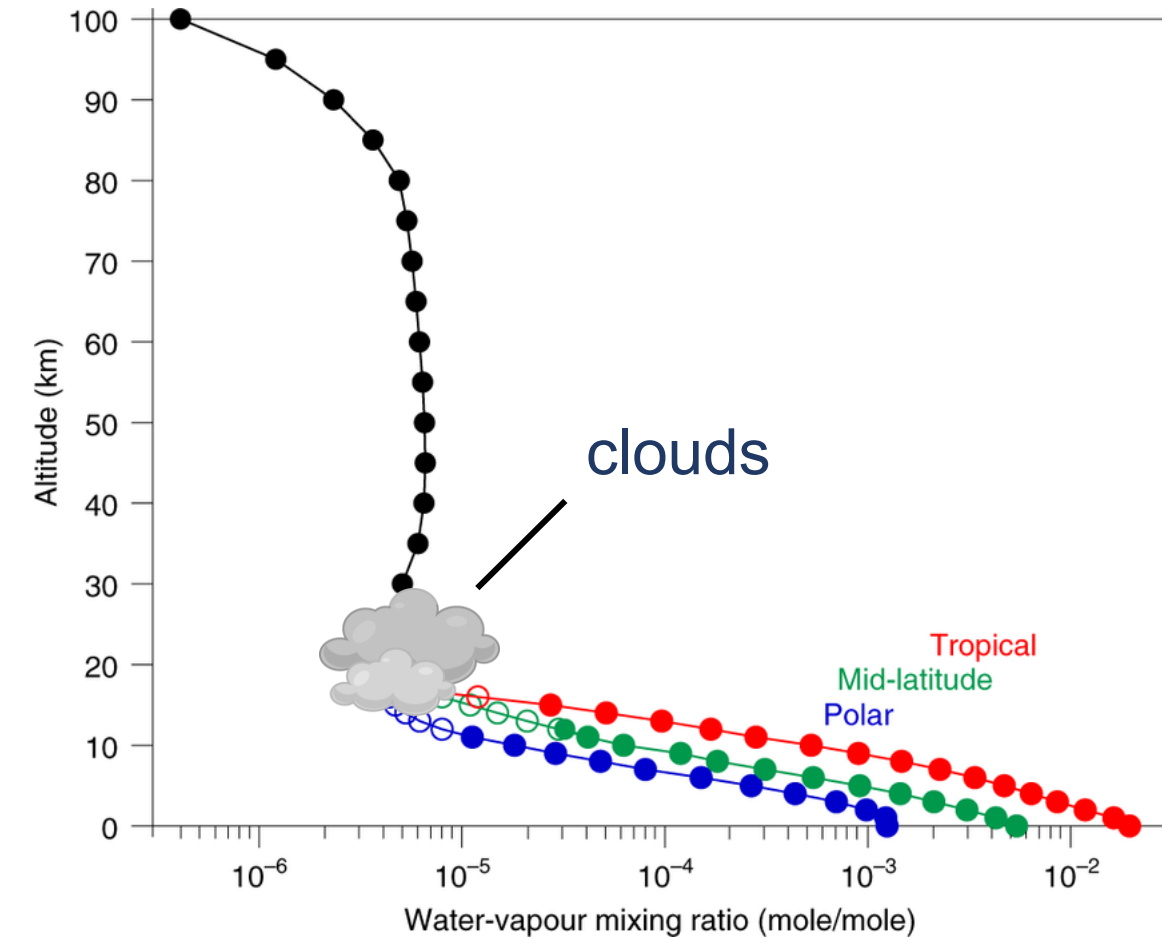 100
90
80
70
60
50
40
30
20
10
0
Altitude (km)
clouds
Tropical
Mid-latitude
Polar
10⁻⁶ 10⁻⁵ 10⁻⁴ 10⁻³ 10⁻²
Water-vapour mixing ratio (mole/mole)